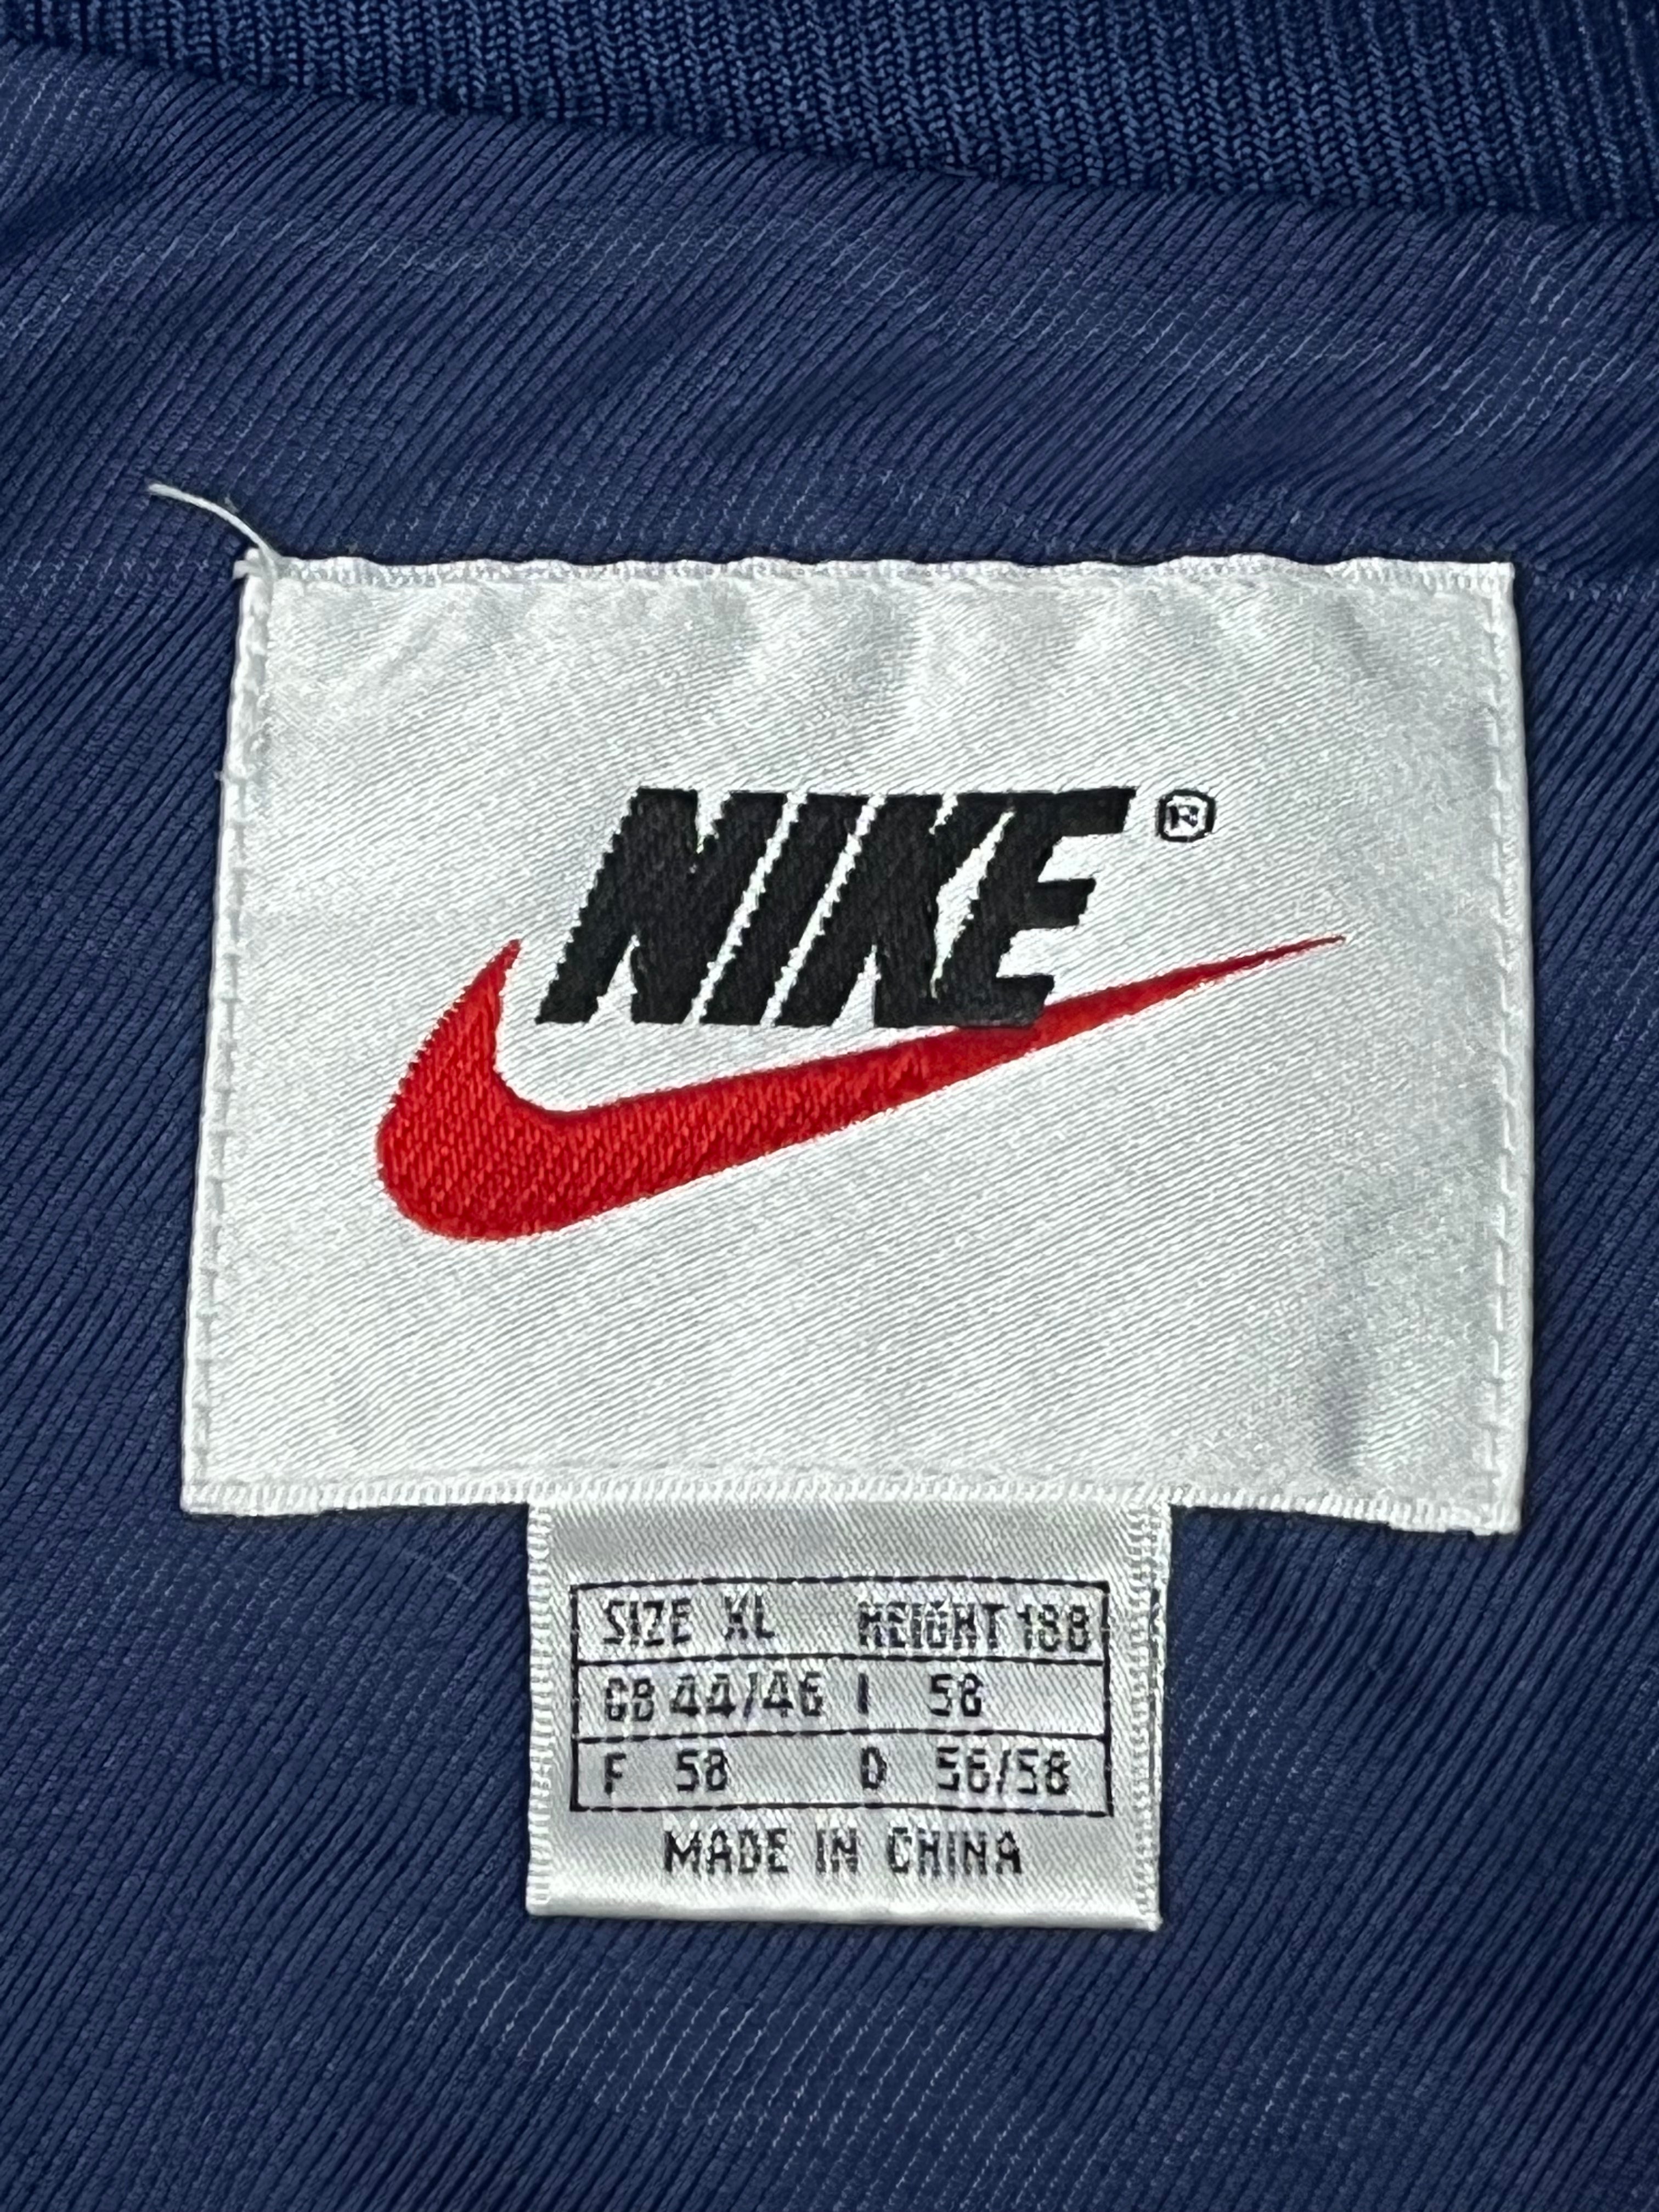 NIKE ®
SIZE XL HEIGHT 188
GB 44/46 I 58
F 58 D 56/58
MADE IN CHINA